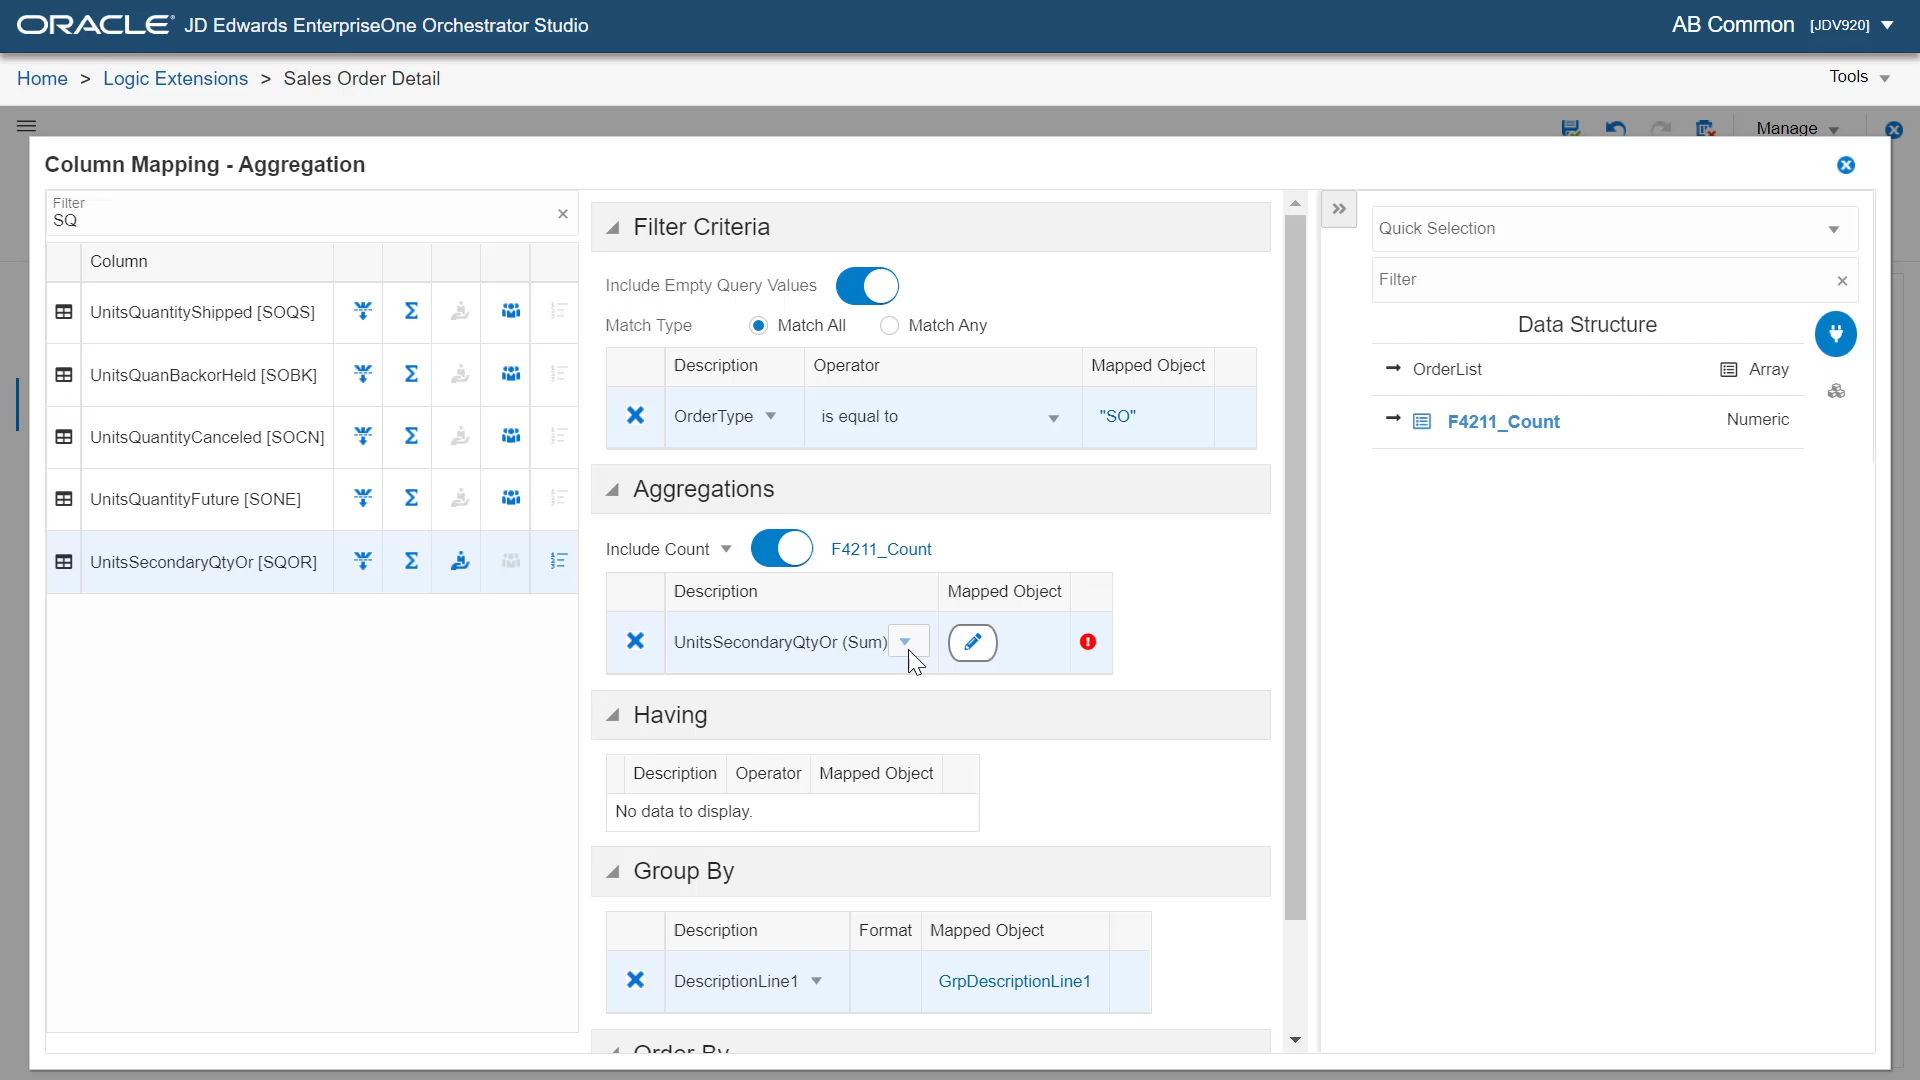 ORACLE JD Edwards EnterpriseOne Orchestrator Studio
AB Common [JDV920]
Home > Logic Extensions > Sales Order Detail
Tools
Manage
Column Mapping - Aggregation
Filter
SQ
Column
UnitsQuantityShipped [SOQS]
UnitsQuanBackorHeld [SOBK]
UnitsQuantityCanceled [SOCN]
UnitsQuantityFuture [SONE]
UnitsSecondaryQtyOr [SQOR]
Filter Criteria
Include Empty Query Values
Match Type Match All Match Any
Description Operator Mapped Object
OrderType is equal to "SO"
Aggregations
Include Count F4211_Count
Description Mapped Object
UnitsSecondaryQtyOr (Sum)
Having
Description Operator Mapped Object
No data to display.
Group By
Description Format Mapped Object
DescriptionLine1 GrpDescriptionLine1
Order By
Quick Selection
Filter
Data Structure
OrderList Array
F4211_Count Numeric